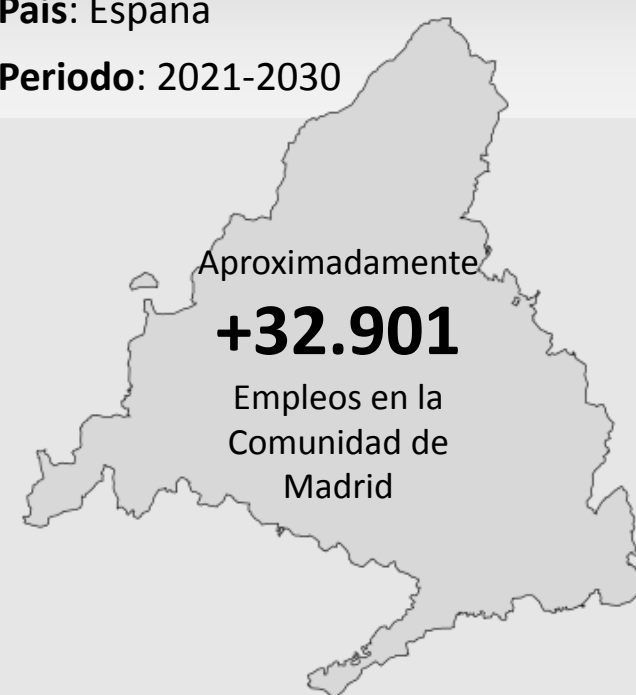 País: España
Periodo: 2021-2030
Aproximadamente
+32.901
Empleos en la
Comunidad de
Madrid